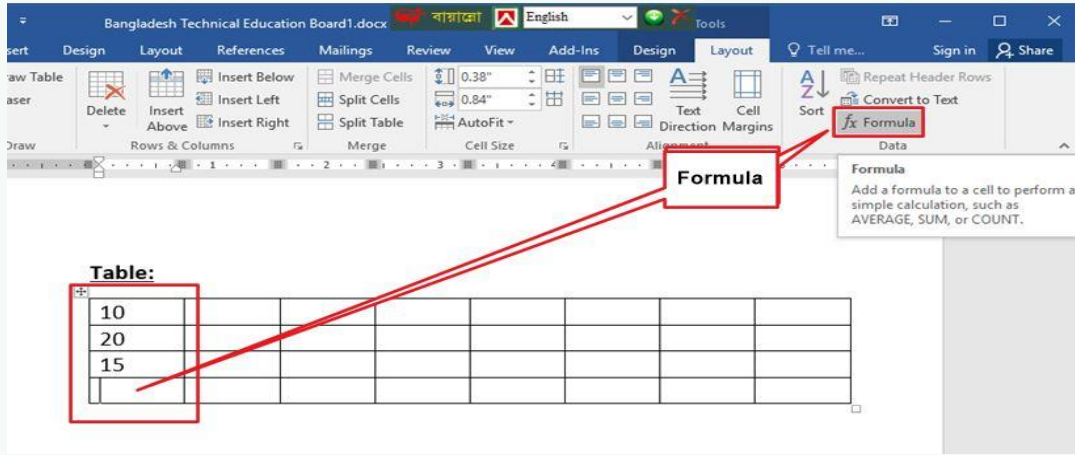 Bangladesh Technical Education Board1.docx
বায়ান্নো
English
Tools
sert Design Layout References Mailings Review View Add-Ins Design Layout Tell me... Sign in Share
raw Table
aser
Draw
Delete
Insert Above
Insert Below
Insert Left
Insert Right
Rows & Columns
Merge Cells
Split Cells
Split Table
Merge
0.38"
0.84"
AutoFit
Cell Size
Text Direction
Cell Margins
Alignment
Sort
Repeat Header Rows
Convert to Text
fx Formula
Data
1 2 3 4
Formula
Formula
Add a formula to a cell to perform a
simple calculation, such as
AVERAGE, SUM, or COUNT.
Table:
10
20
15